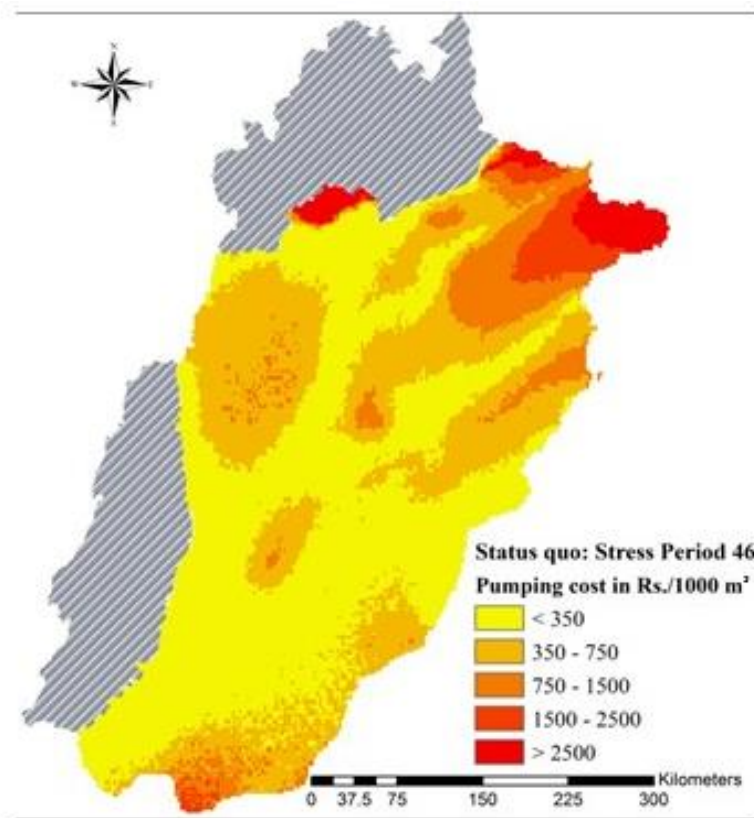 N
W E
S
Status quo: Stress Period 46
Pumping cost in Rs./1000 m³
< 350
350 - 750
750 - 1500
1500 - 2500
> 2500
Kilometers
0 37.5 75 150 225 300